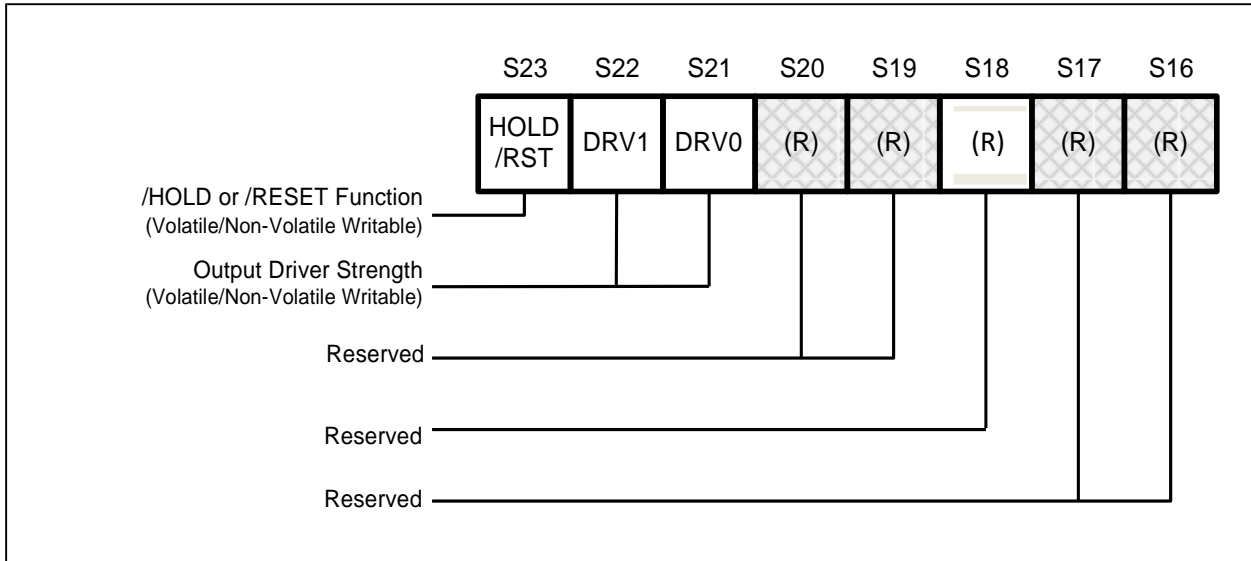 S23 S22 S21 S20 S19 S18 S17 S16
HOLD
/RST DRV1 DRV0 (R) (R) (R) (R) (R)
/HOLD or /RESET Function
(Volatile/Non-Volatile Writable)
Output Driver Strength
(Volatile/Non-Volatile Writable)
Reserved
Reserved
Reserved